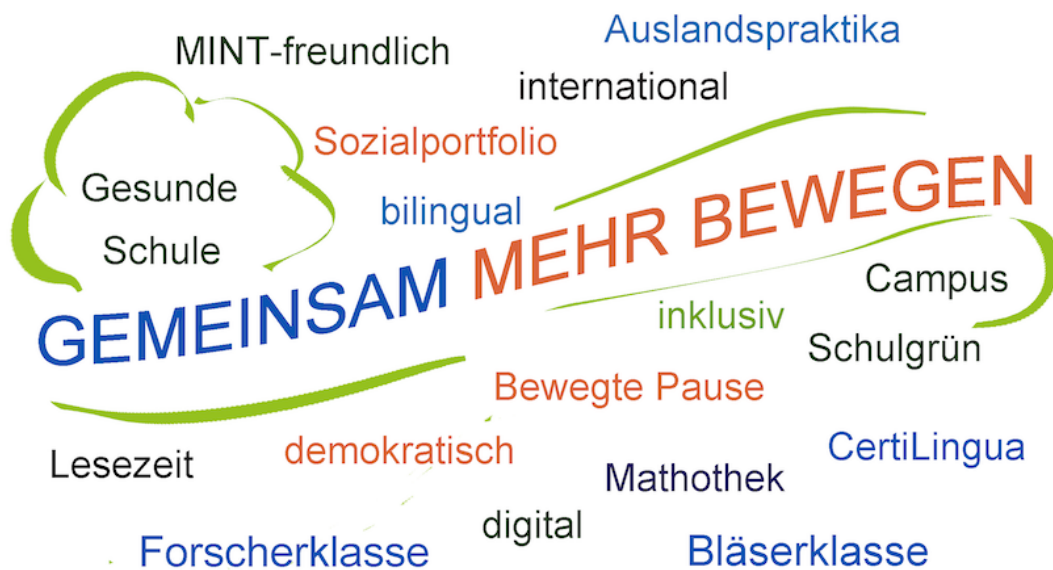 Auslandspraktika
MINT-freundlich
international
Sozialportfolio
Gesunde
Schule
bilingual
GEMEINSAM MEHR BEWEGEN
Campus
inklusiv
Schulgrün
Bewegte Pause
demokratisch
CertiLingua
Lesezeit
Mathothek
digital
Forscherklasse
Bläserklasse